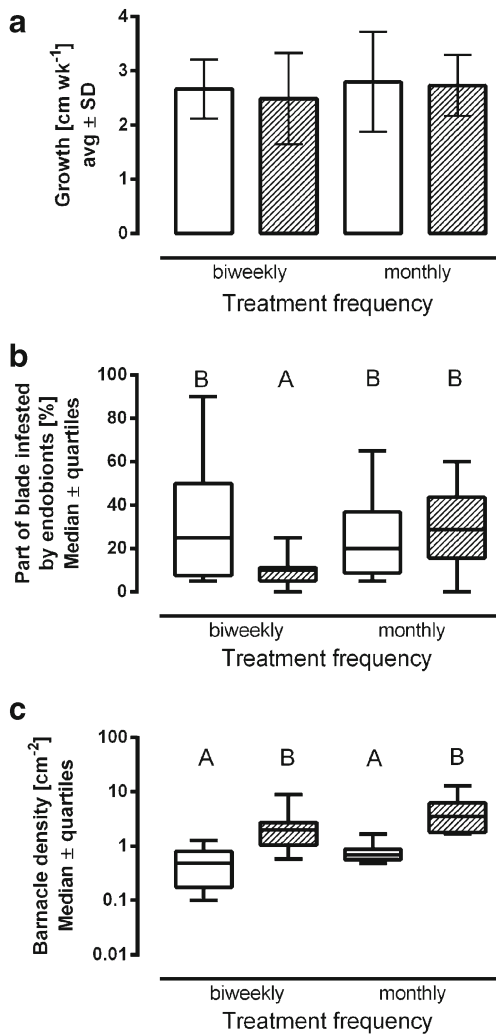 a
Growth [cm wk⁻¹]
avg ± SD
4
3
2
1
0
biweekly monthly
Treatment frequency
b
Part of blade infested
by endobionts [%]
Median ± quartiles
100
80
60
40
20
0
B A B B
biweekly monthly
Treatment frequency
c
Barnacle density [cm⁻²]
Median ± quartiles
100
10
1
0.1
0.01
A B A B
biweekly monthly
Treatment frequency